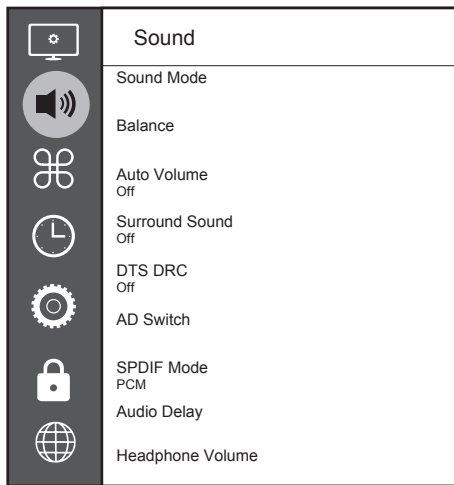 Sound
Sound Mode
Balance
Auto Volume
Off
Surround Sound
Off
DTS DRC
Off
AD Switch
SPDIF Mode
PCM
Audio Delay
Headphone Volume